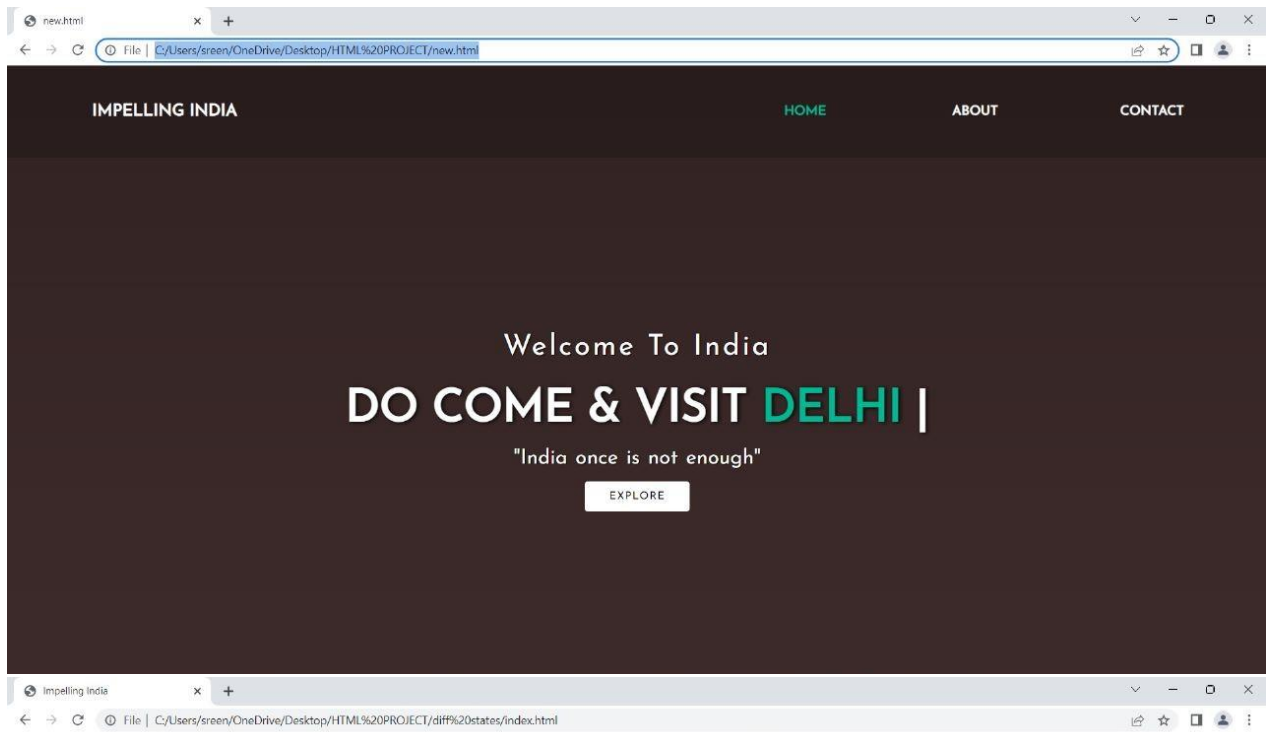 new.html
File | C:/Users/sreen/OneDrive/Desktop/HTML%20PROJECT/new.html
IMPELLING INDIA HOME ABOUT CONTACT
Welcome To India
DO COME & VISIT DELHI |
"India once is not enough"
EXPLORE
Impelling India
File | C:/Users/sreen/OneDrive/Desktop/HTML%20PROJECT/diff%20states/index.html